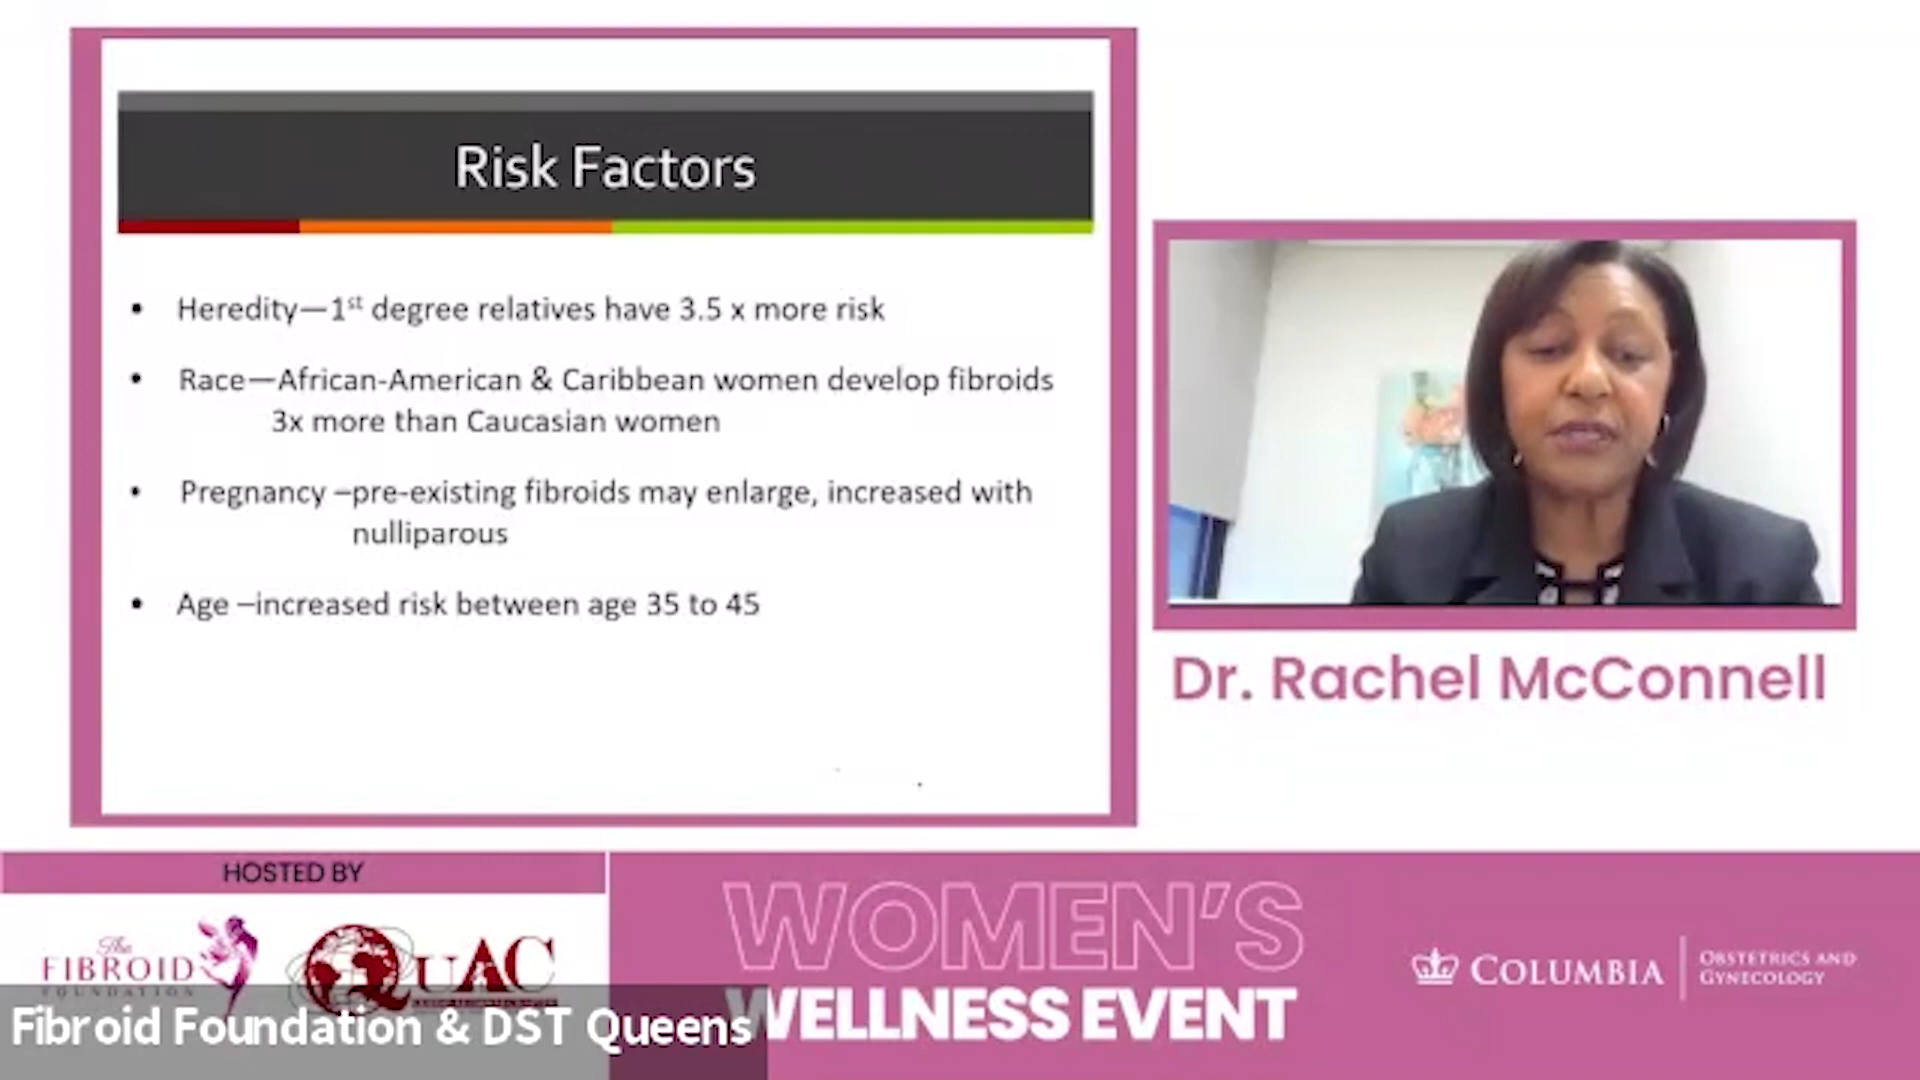 Risk Factors
• Heredity—1st degree relatives have 3.5 x more risk
• Race—African-American & Caribbean women develop fibroids
3x more than Caucasian women
• Pregnancy –pre-existing fibroids may enlarge, increased with
nulliparous
• Age –increased risk between age 35 to 45
Dr. Rachel McConnell
HOSTED BY
The
FIBROID
FOUNDATION
QUAC
Fibroid Foundation & DST Queens
WOMEN'S
WELLNESS EVENT
COLUMBIA
OBSTETRICS AND
GYNECOLOGY